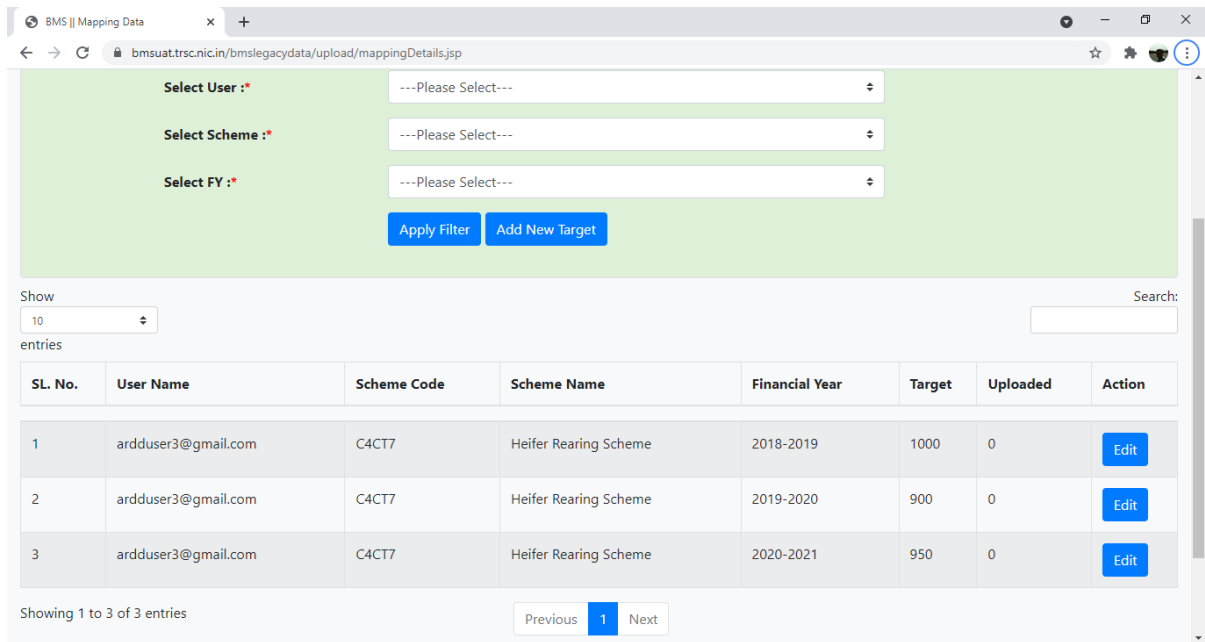 BMS || Mapping Data
bmsuat.trsc.nic.in/bmslegacydata/upload/mappingDetails.jsp
Select User :* ---Please Select---
Select Scheme :* ---Please Select---
Select FY :* ---Please Select---
Apply Filter Add New Target
Show Search:
10
entries
SL. No. User Name Scheme Code Scheme Name Financial Year Target Uploaded Action
1 ardduser3@gmail.com C4CT7 Heifer Rearing Scheme 2018-2019 1000 0 Edit
2 ardduser3@gmail.com C4CT7 Heifer Rearing Scheme 2019-2020 900 0 Edit
3 ardduser3@gmail.com C4CT7 Heifer Rearing Scheme 2020-2021 950 0 Edit
Showing 1 to 3 of 3 entries Previous 1 Next